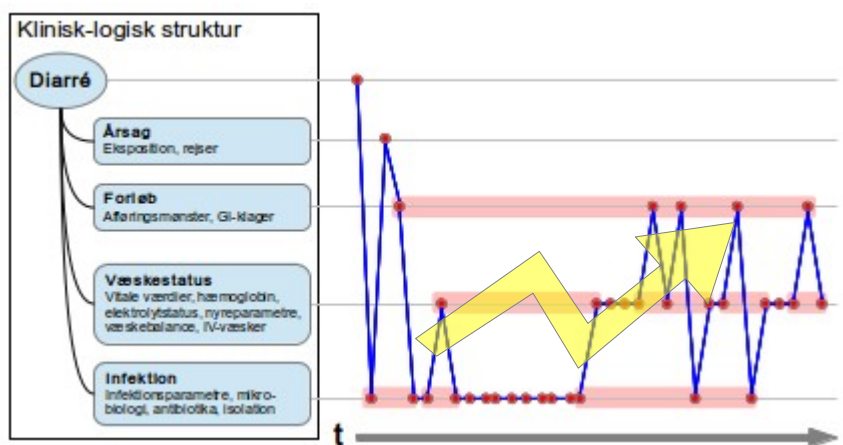 Klinisk-logisk struktur
Diarré
Årsag
Eksposition, rejser
Forløb
Afføringsmønster, GI-klager
Væskestatus
Vitale værdier, hæmoglobin,
elektrolytstatus, nyreparametre,
væskebalance, IV-væsker
Infektion
Infektionsparametre, mikro-
biologi, antibiotika, isolation
t